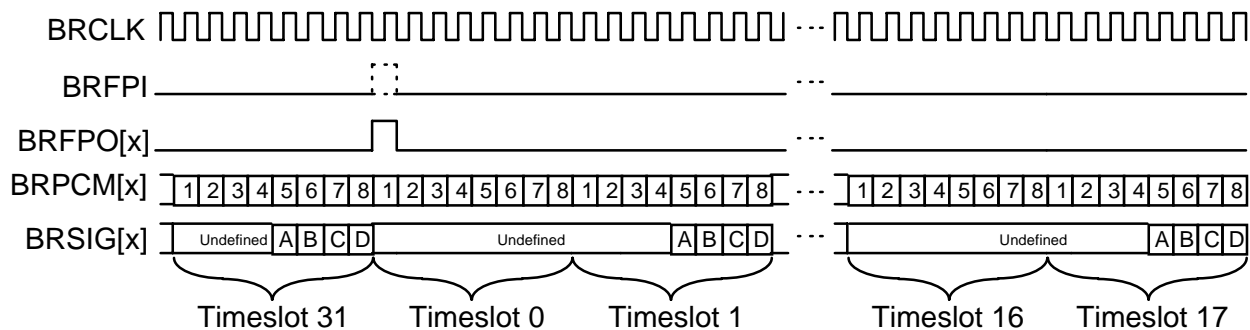 BRCLK
BRFPI
BRFPO[x]
BRPCM[x] 1 2 3 4 5 6 7 8 1 2 3 4 5 6 7 8 1 2 3 4 5 6 7 8 1 2 3 4 5 6 7 8 1 2 3 4 5 6 7 8
BRSIG[x] Undefined A B C D Undefined A B C D Undefined A B C D
Timeslot 31 Timeslot 0 Timeslot 1 Timeslot 16 Timeslot 17